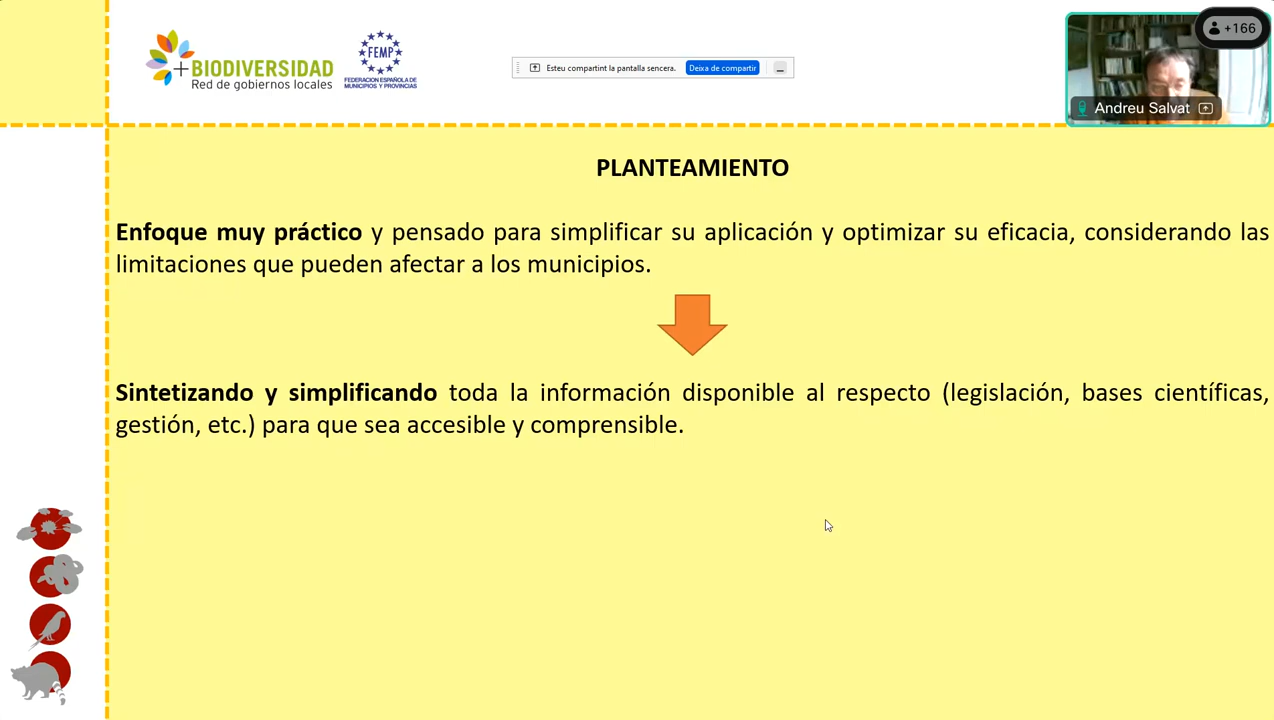 +166
BIODIVERSIDAD
Red de gobiernos locales
FEMP
FEDERACION ESPAÑOLA DE
MUNICIPIOS Y PROVINCIAS
Esteu compartint la pantalla sencera.
Deixa de compartir
Andreu Salvat
PLANTEAMIENTO
Enfoque muy práctico y pensado para simplificar su aplicación y optimizar su eficacia, considerando las
limitaciones que pueden afectar a los municipios.
Sintetizando y simplificando toda la información disponible al respecto (legislación, bases científicas,
gestión, etc.) para que sea accesible y comprensible.